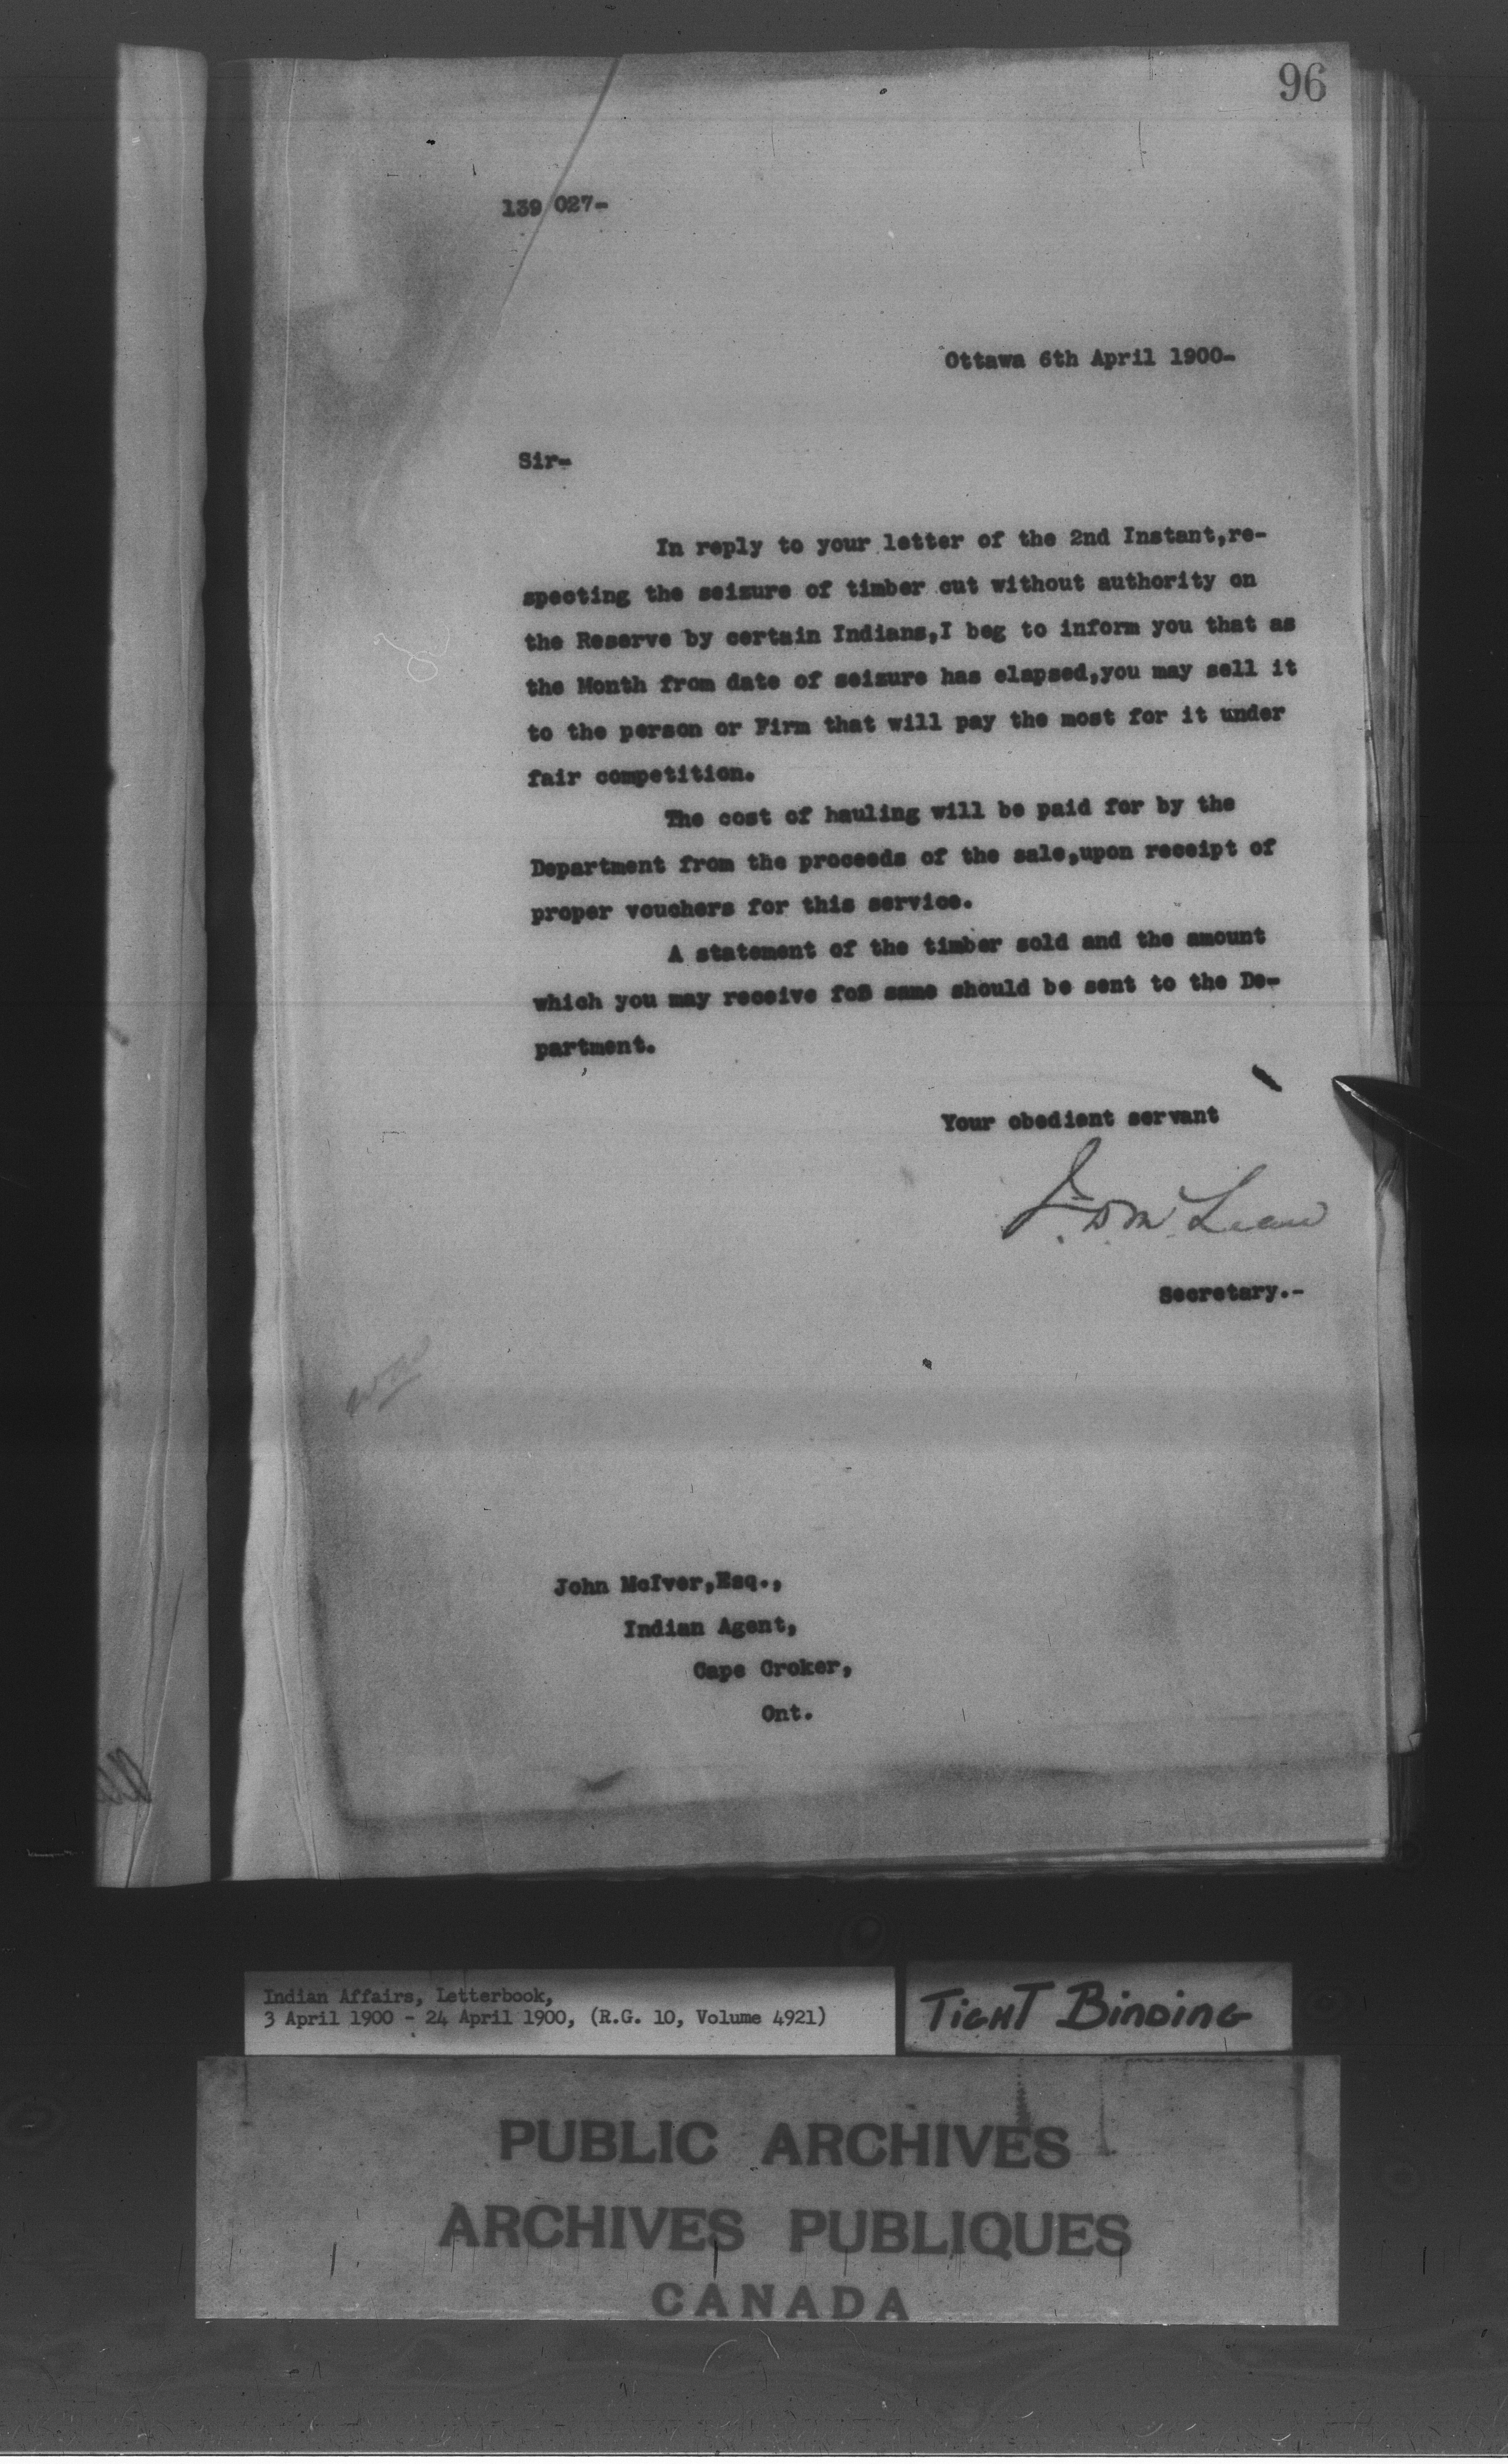 96
139 027-
Ottawa 6th April 1900-
Sir-
In reply to your letter of the 2nd Instant,re-
specting the seizure of timber cut without authority on
the Reserve by certain Indians,I beg to inform you that as
the Month from date of seizure has elapsed,you may sell it
to the person or Firm that will pay the most for it under
fair competition.
The cost of hauling will be paid for by the
Department from the proceeds of the sale,upon receipt of
proper vouchers for this service.
A statement of the timber sold and the amount
which you may receive for same should be sent to the De-
partment.
Your obedient servant
J. D. McLean
Secretary.-
John McIver,Esq.,
Indian Agent,
Cape Croker,
Ont.
Indian Affairs, Letterbook,
3 April 1900 - 24 April 1900, (R.G. 10, Volume 4921)
TIGHT BINDING
PUBLIC ARCHIVES
ARCHIVES PUBLIQUES
CANADA